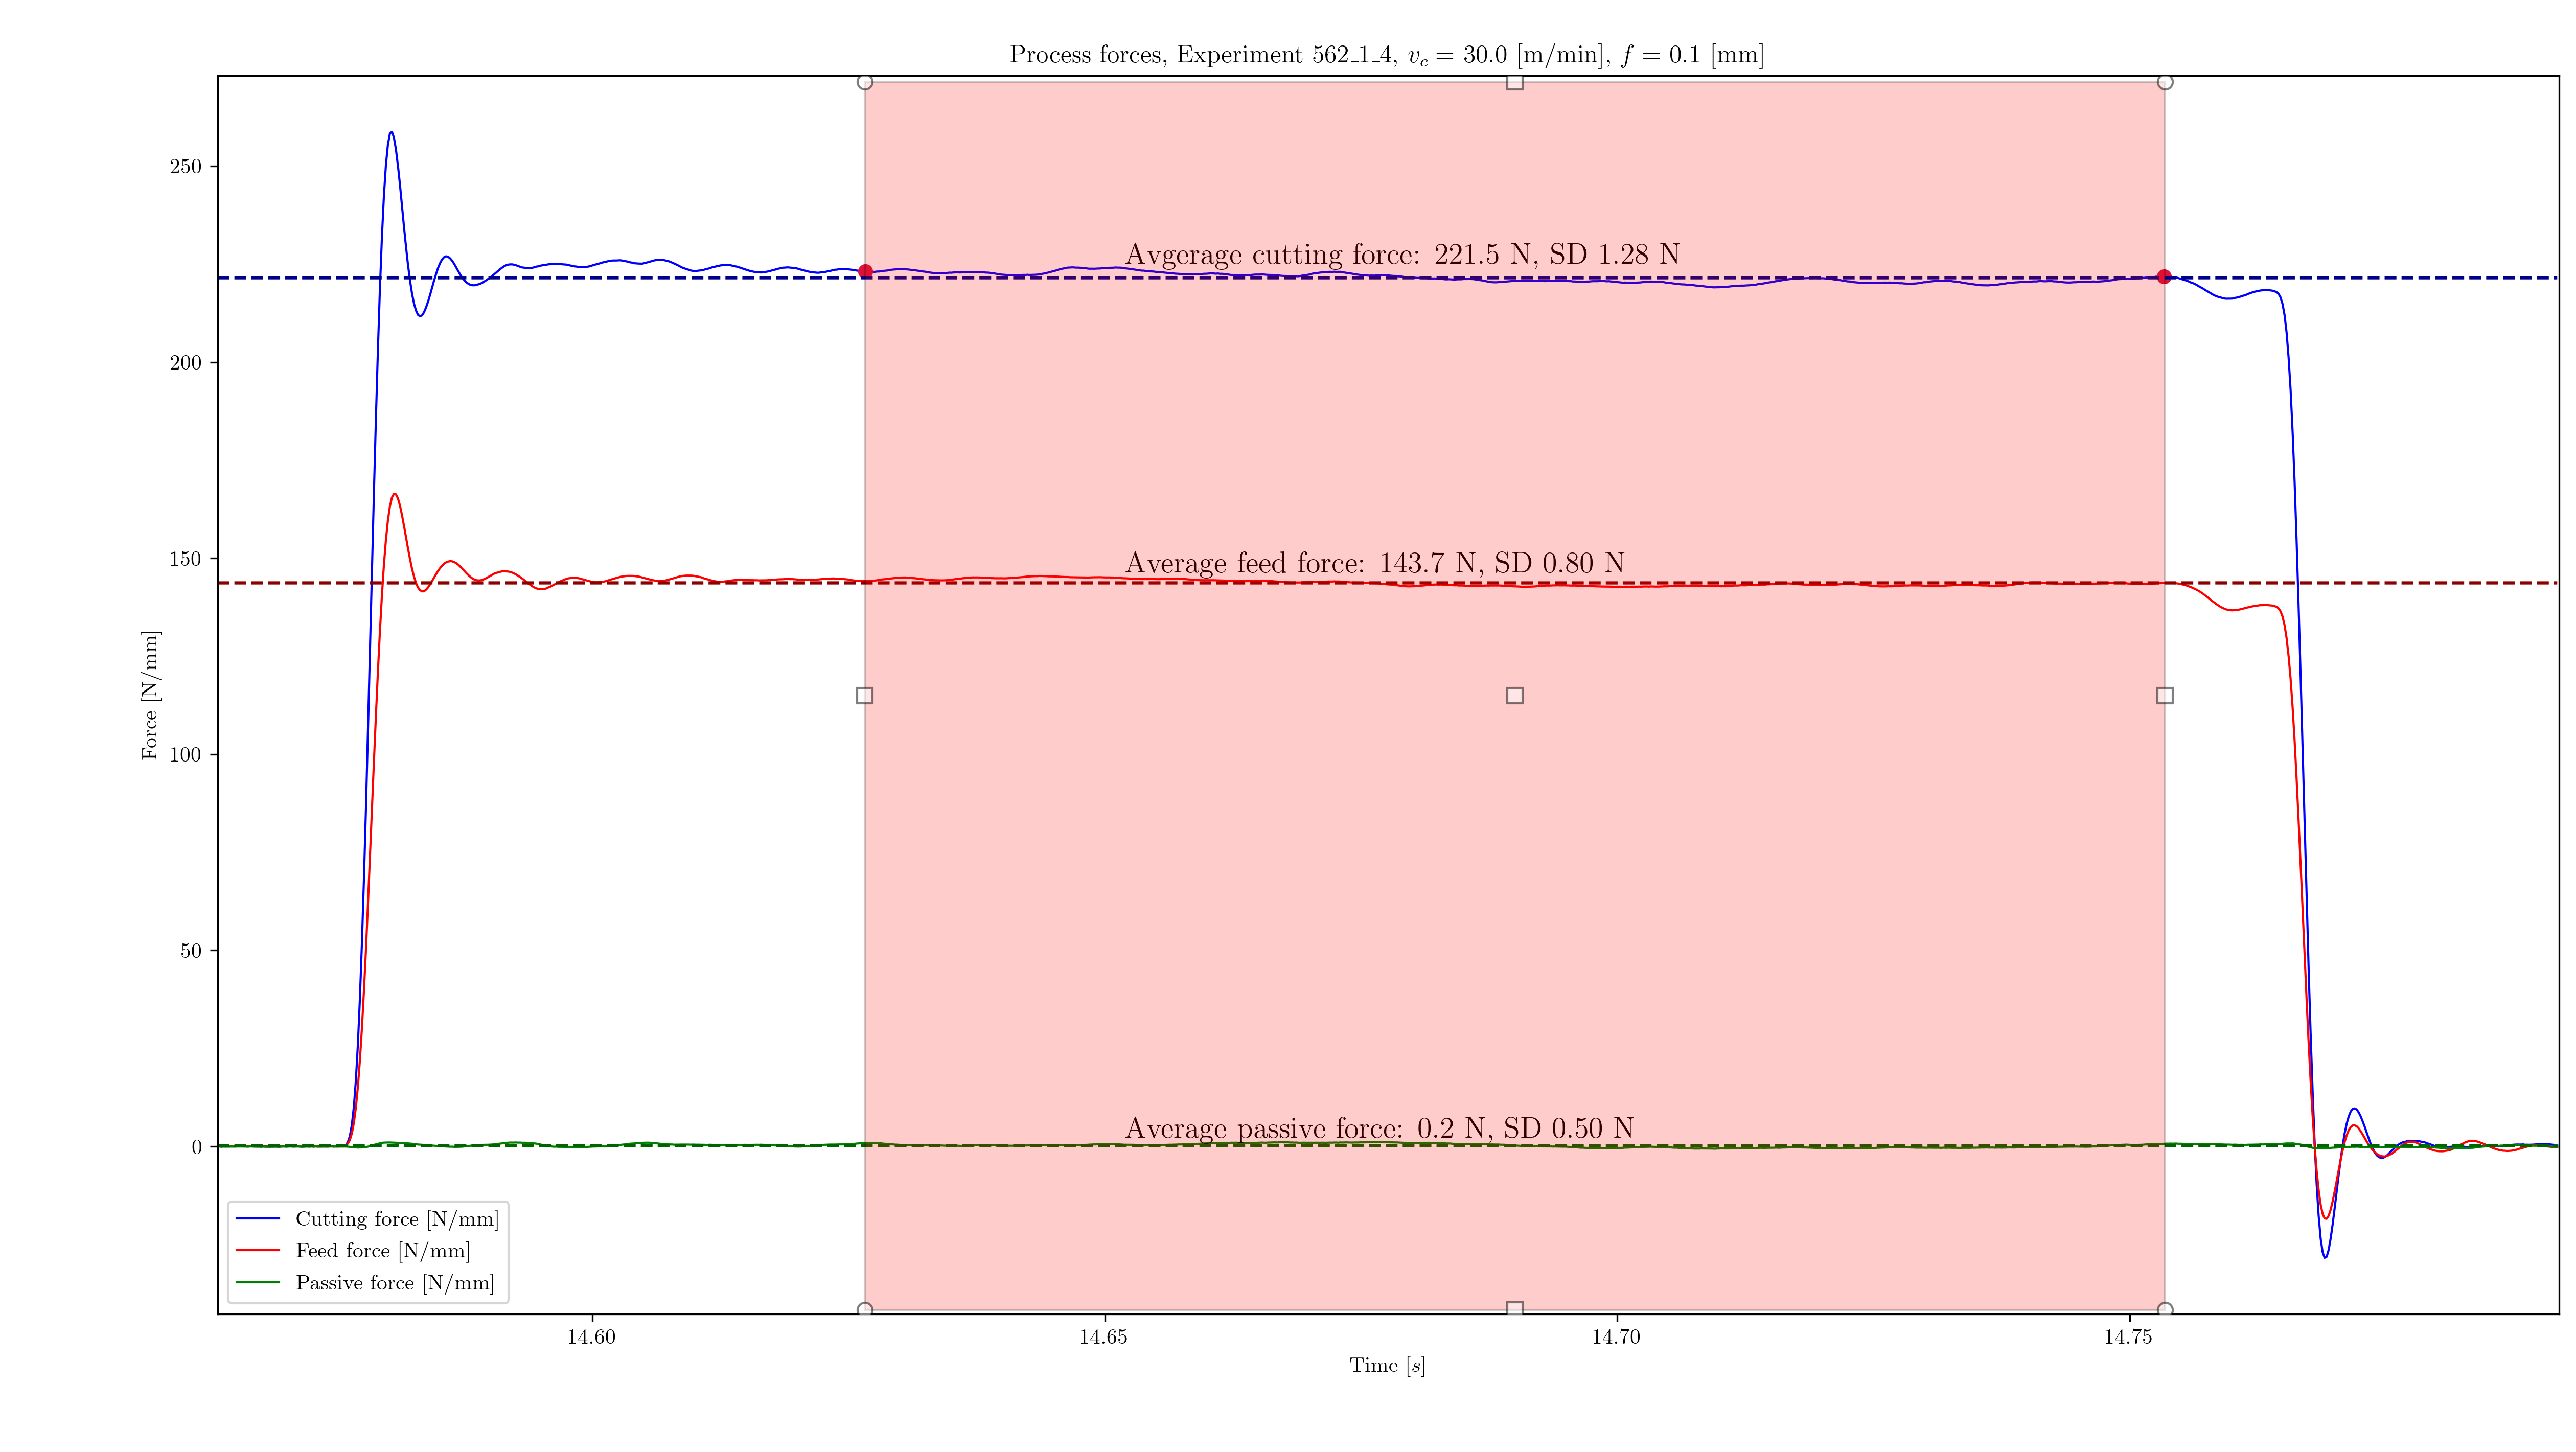 Process forces, Experiment 562_1_4, v_c = 30.0 [m/min], f = 0.1 [mm]
250
200
150
100
50
0
Force [N/mm]
Avgerage cutting force: 221.5 N, SD 1.28 N
Average feed force: 143.7 N, SD 0.80 N
Average passive force: 0.2 N, SD 0.50 N
Cutting force [N/mm]
Feed force [N/mm]
Passive force [N/mm]
14.60 14.65 14.70 14.75
Time [s]